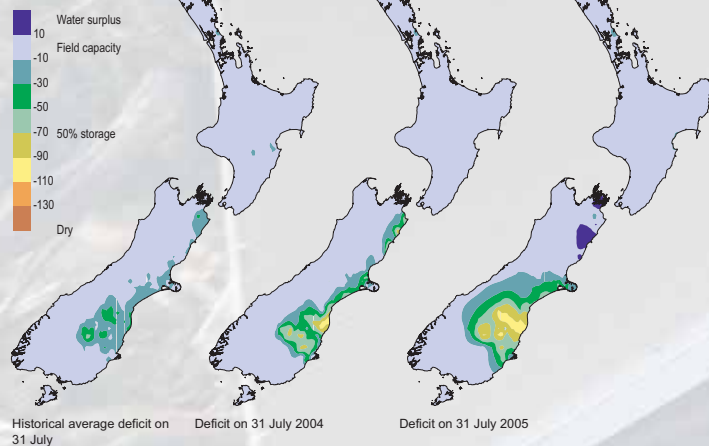 Water surplus
10
Field capacity
-10
-30
-50
-70
50% storage
-90
-110
-130
Dry
Historical average deficit on
31 July
Deficit on 31 July 2004
Deficit on 31 July 2005